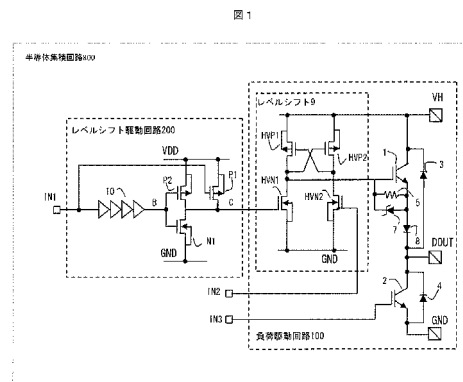 図1
半導体集積回路800
VH
レベルシフト9
レベルシフト駆動回路200
HVP1
HVP2
1
3
VDD
P2
P1
5
IN1
10
B
C
HVN1
HVN2
7
8
N1
DOUT
GND
GND
2
4
IN2
IN3
GND
負荷駆動回路100